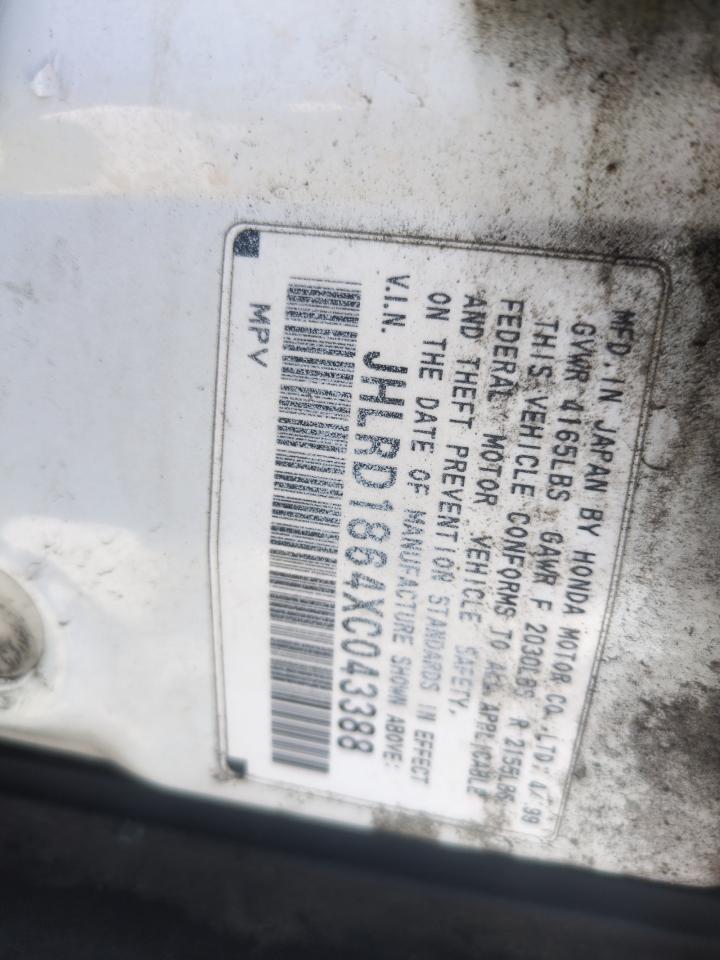 MFD. IN JAPAN BY HONDA MOTOR CO., LTD: 4/99
GVWR 4165LBS GAWR F 2030LBS R 2155LBS
THIS VEHICLE CONFORMS TO ALL APPLICABLE
FEDERAL MOTOR VEHICLE SAFETY,
AND THEFT PREVENTION STANDARDS IN EFFECT
ON THE DATE OF MANUFACTURE SHOWN ABOVE:
V.I.N. JHLRD1864XC043388
MPV